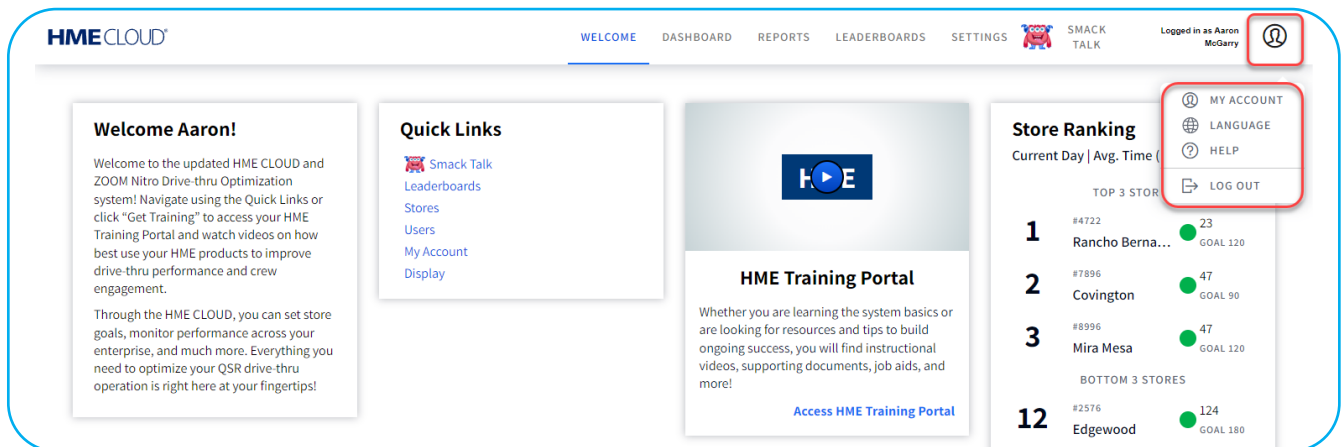 HME CLOUD®
WELCOME
DASHBOARD
REPORTS
LEADERBOARDS
SETTINGS
SMACK
TALK
Logged in as Aaron
McGarry
MY ACCOUNT
LANGUAGE
HELP
LOG OUT
Welcome Aaron!
Welcome to the updated HME CLOUD and
ZOOM Nitro Drive-thru Optimization
system! Navigate using the Quick Links or
click “Get Training” to access your HME
Training Portal and watch videos on how
best use your HME products to improve
drive-thru performance and crew
engagement.
Through the HME CLOUD, you can set store
goals, monitor performance across your
enterprise, and much more. Everything you
need to optimize your QSR drive-thru
operation is right here at your fingertips!
Quick Links
Smack Talk
Leaderboards
Stores
Users
My Account
Display
HME Training Portal
Whether you are learning the system basics or
are looking for resources and tips to build
ongoing success, you will find instructional
videos, supporting documents, job aids, and
more!
Access HME Training Portal
Store Ranking
Current Day | Avg. Time (
TOP 3 STOR
1 #4722 Rancho Berna... 23 GOAL 120
2 #7896 Covington 47 GOAL 90
3 #8996 Mira Mesa 47 GOAL 120
BOTTOM 3 STORES
12 #2576 Edgewood 124 GOAL 180